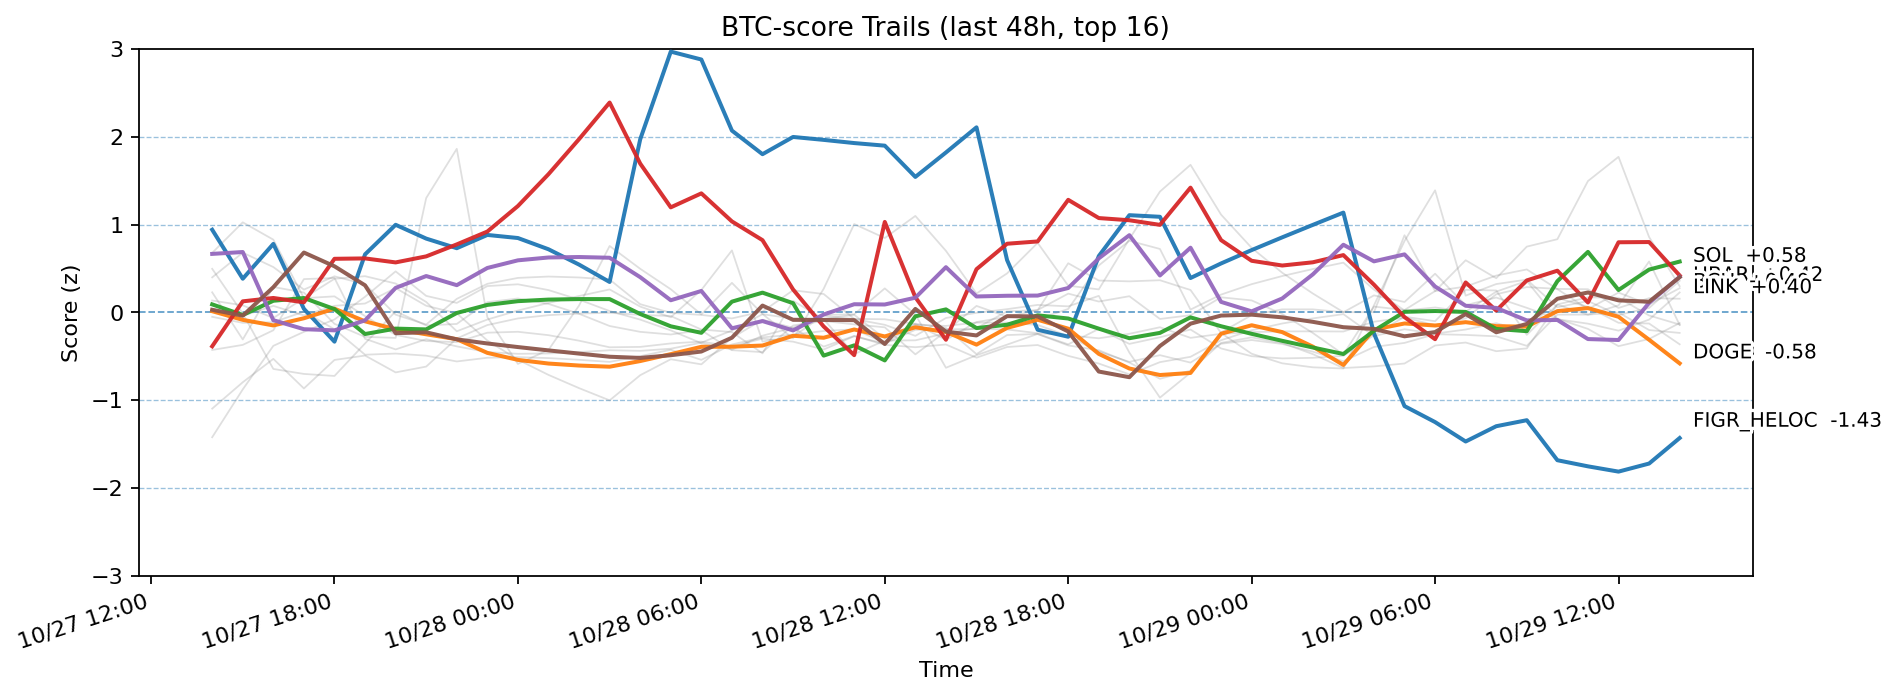 BTC-score Trails (last 48h, top 16)
Score (z)
3
2
1
0
−1
−2
−3
SOL +0.58
LINK +0.40
DOGE -0.58
FIGR_HELOC -1.43
10/27 12:00
10/27 18:00
10/28 00:00
10/28 06:00
10/28 12:00
10/28 18:00
10/29 00:00
10/29 06:00
10/29 12:00
Time